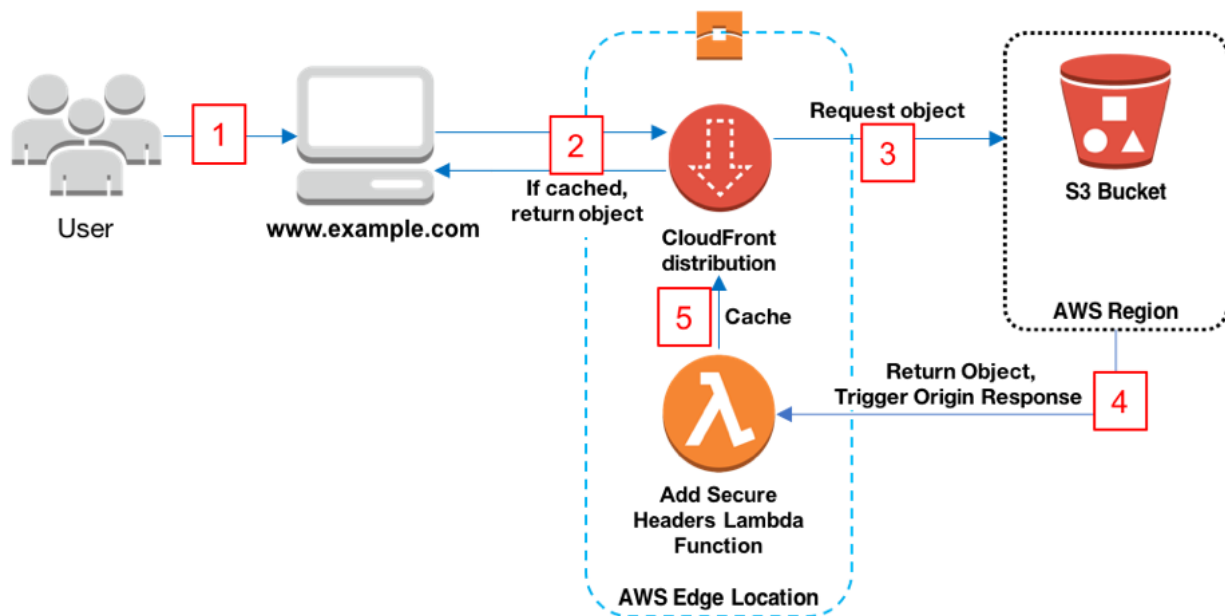 1
User
www.example.com
2
If cached,
return object
CloudFront
distribution
Request object
3
S3 Bucket
AWS Region
Return Object,
Trigger Origin Response
4
5
Cache
λ
Add Secure
Headers Lambda
Function
AWS Edge Location